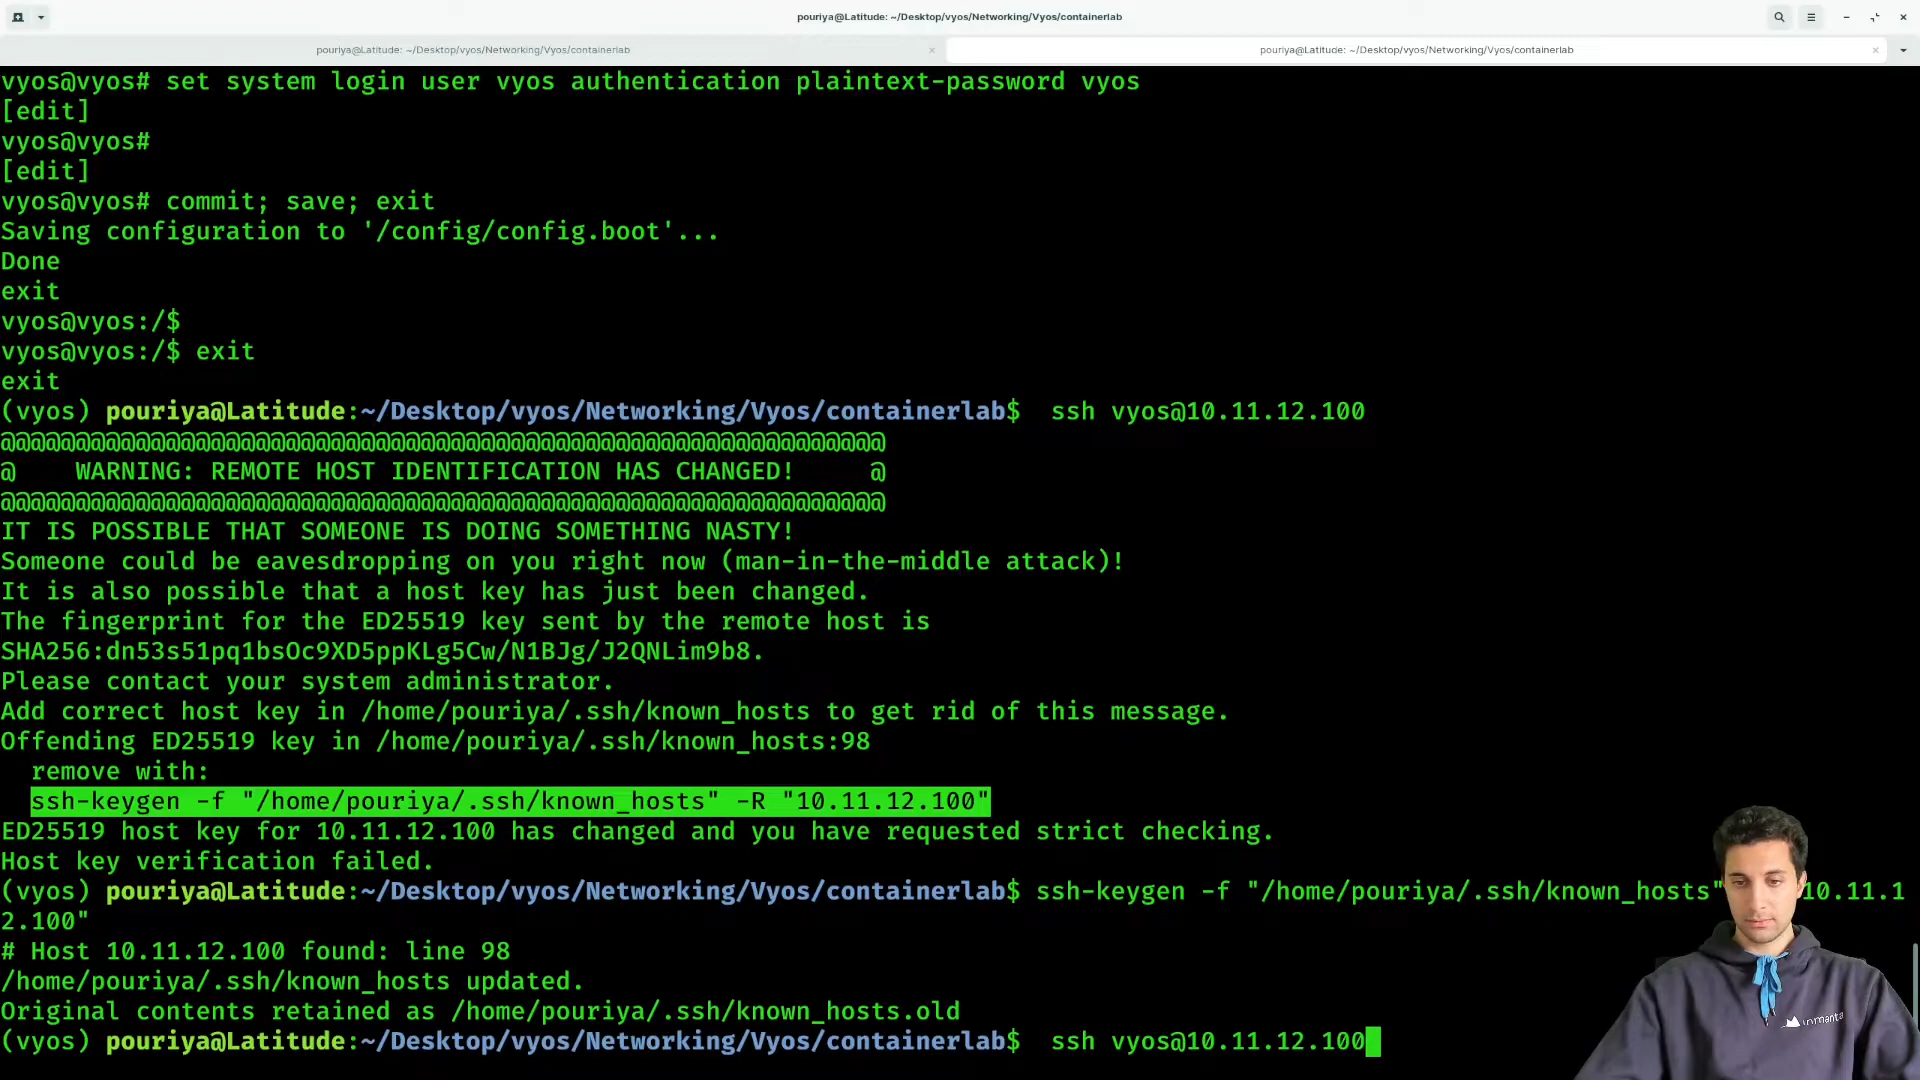 pouriya@Latitude: ~/Desktop/vyos/Networking/Vyos/containerlab
pouriya@Latitude: ~/Desktop/vyos/Networking/Vyos/containerlab
pouriya@Latitude: ~/Desktop/vyos/Networking/Vyos/containerlab
vyos@vyos# set system login user vyos authentication plaintext-password vyos
[edit]
vyos@vyos#
[edit]
vyos@vyos# commit; save; exit
Saving configuration to '/config/config.boot'...
Done
exit
vyos@vyos:/$
vyos@vyos:/$ exit
exit
(vyos) pouriya@Latitude:~/Desktop/vyos/Networking/Vyos/containerlab$  ssh vyos@10.11.12.100
@@@@@@@@@@@@@@@@@@@@@@@@@@@@@@@@@@@@@@@@@@@@@@@@@@@@@@@@@@@
@    WARNING: REMOTE HOST IDENTIFICATION HAS CHANGED!     @
@@@@@@@@@@@@@@@@@@@@@@@@@@@@@@@@@@@@@@@@@@@@@@@@@@@@@@@@@@@
IT IS POSSIBLE THAT SOMEONE IS DOING SOMETHING NASTY!
Someone could be eavesdropping on you right now (man-in-the-middle attack)!
It is also possible that a host key has just been changed.
The fingerprint for the ED25519 key sent by the remote host is
SHA256:dn53s51pq1bsOc9XD5ppKLg5Cw/N1BJg/J2QNLim9b8.
Please contact your system administrator.
Add correct host key in /home/pouriya/.ssh/known_hosts to get rid of this message.
Offending ED25519 key in /home/pouriya/.ssh/known_hosts:98
  remove with:
  ssh-keygen -f "/home/pouriya/.ssh/known_hosts" -R "10.11.12.100"
ED25519 host key for 10.11.12.100 has changed and you have requested strict checking.
Host key verification failed.
(vyos) pouriya@Latitude:~/Desktop/vyos/Networking/Vyos/containerlab$ ssh-keygen -f "/home/pouriya/.ssh/known_hosts" 10.11.1
2.100"
# Host 10.11.12.100 found: line 98
/home/pouriya/.ssh/known_hosts updated.
Original contents retained as /home/pouriya/.ssh/known_hosts.old
(vyos) pouriya@Latitude:~/Desktop/vyos/Networking/Vyos/containerlab$  ssh vyos@10.11.12.100
inmanta